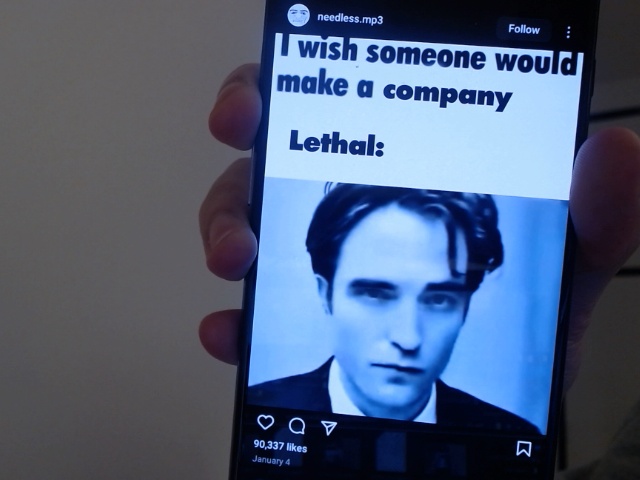 needless.mp3
Follow
I wish someone would
make a company
Lethal:
90,337 likes
January 4